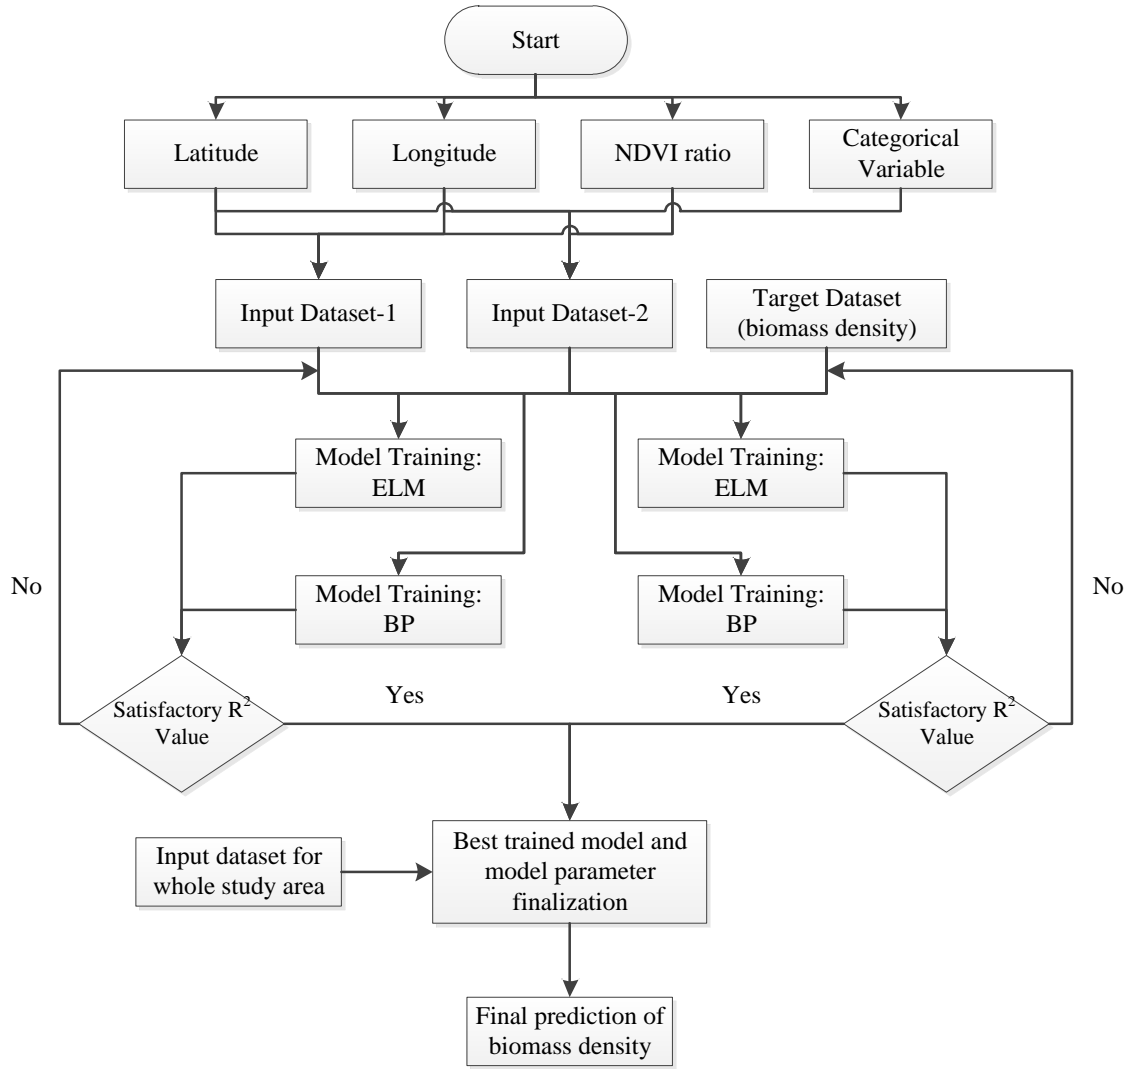 Start
Latitude
Longitude
NDVI ratio
Categorical
Variable
Input Dataset-1
Input Dataset-2
Target Dataset
(biomass density)
Model Training:
ELM
Model Training:
ELM
No
Model Training:
BP
Model Training:
BP
No
Satisfactory R²
Value
Yes
Yes
Satisfactory R²
Value
Input dataset for
whole study area
Best trained model and
model parameter
finalization
Final prediction of
biomass density